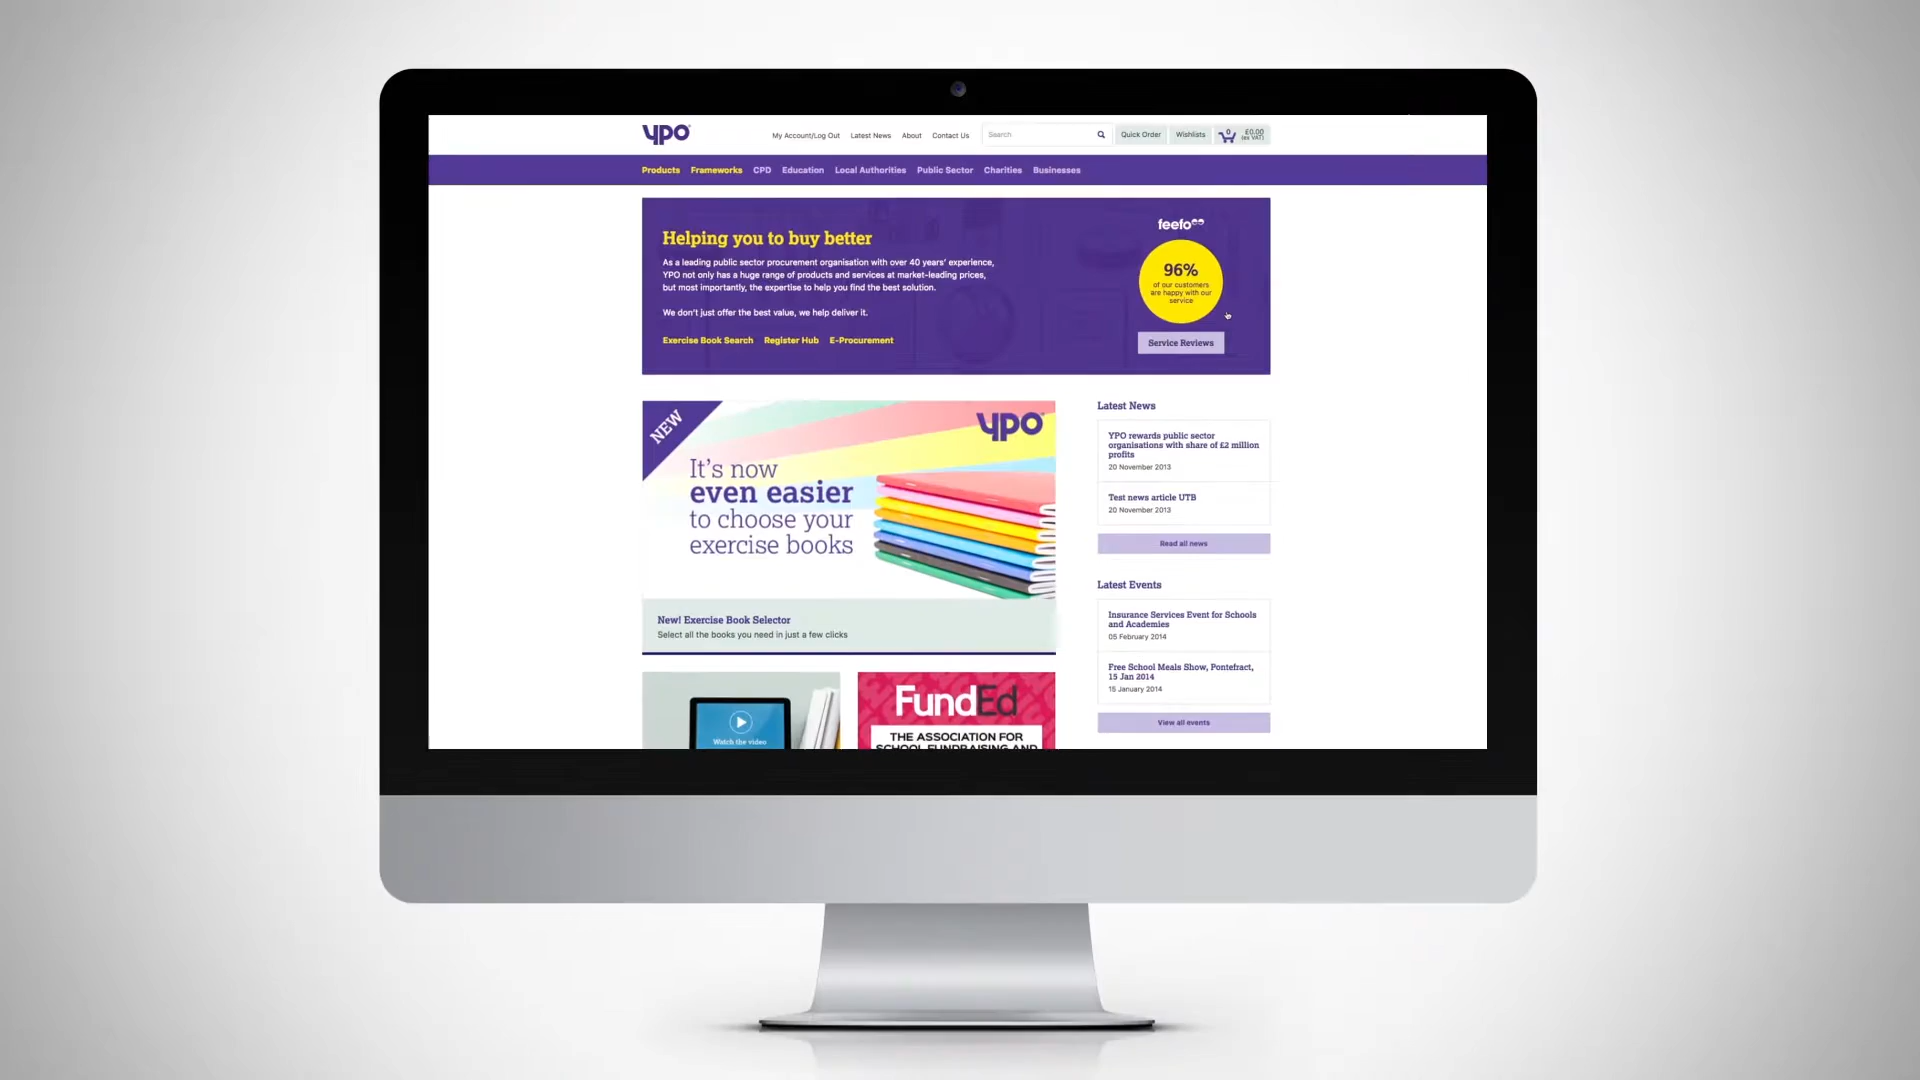 ypo
My Account/Log Out Latest News About Contact Us Search Quick Order Wishlists 0 £0.00
(ex VAT)
Products Frameworks CPD Education Local Authorities Public Sector Charities Businesses
Helping you to buy better
As a leading public sector procurement organisation with over 40 years' experience,
YPO not only has a huge range of products and services at market-leading prices,
but most importantly, the expertise to help you find the best solution.
We don't just offer the best value, we help deliver it.
Exercise Book Search Register Hub E-Procurement
feefo
96%
of our customers
are happy with our
service
Service Reviews
NEW
ypo
It's now
even easier
to choose your
exercise books
New! Exercise Book Selector
Select all the books you need in just a few clicks
Watch the video
FundEd
THE ASSOCIATION FOR
SCHOOL FUNDRAISING AND
Latest News
YPO rewards public sector
organisations with share of £2 million
profits
20 November 2013
Test news article UTB
20 November 2013
Read all news
Latest Events
Insurance Services Event for Schools
and Academies
05 February 2014
Free School Meals Show, Pontefract,
15 Jan 2014
15 January 2014
View all events